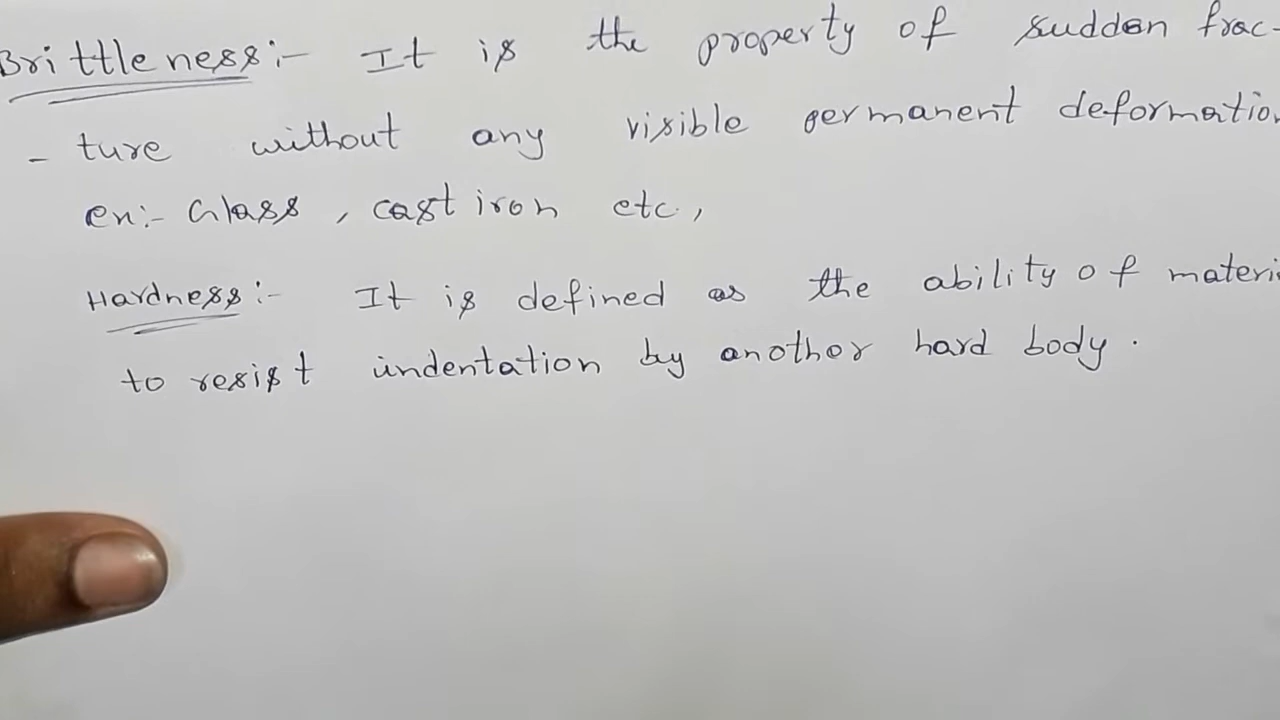 Brittleness:- It is the property of sudden frac-
- ture without any visible permanent deformation
ex:- Glass, cast iron etc.,
Hardness:- It is defined as the ability of materi
to resist indentation by another hard body.